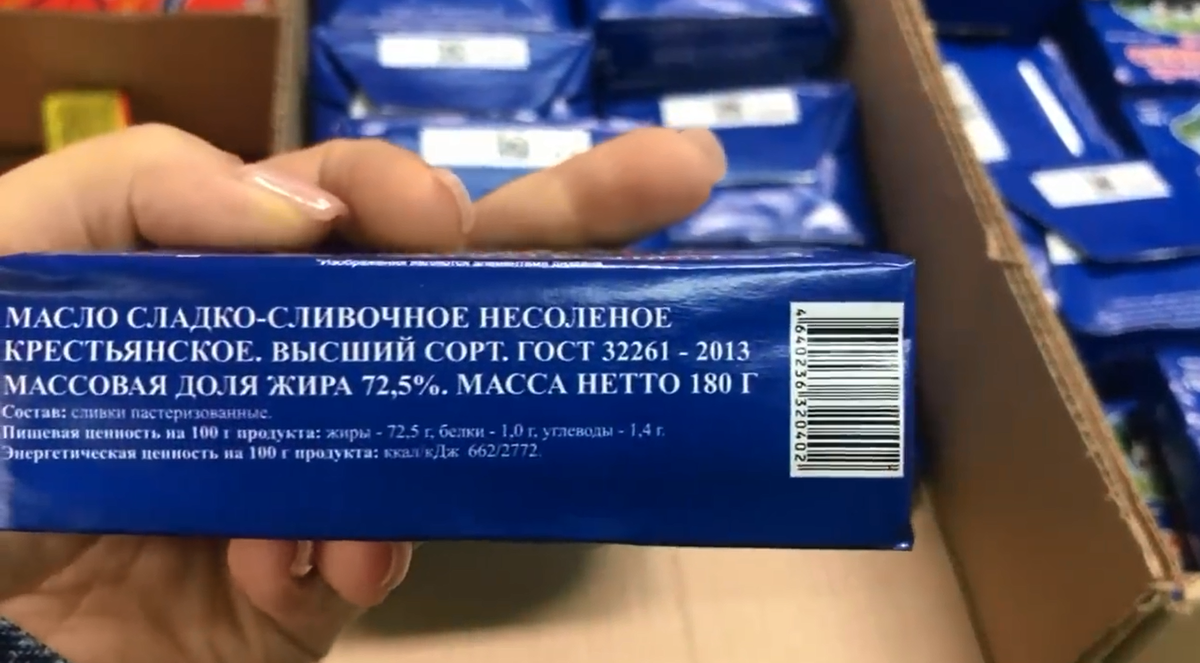 *Изображения являются элементами дизайна
МАСЛО СЛАДКО-СЛИВОЧНОЕ НЕСОЛЕНОЕ
КРЕСТЬЯНСКОЕ. ВЫСШИЙ СОРТ. ГОСТ 32261 - 2013
МАССОВАЯ ДОЛЯ ЖИРА 72,5%. МАССА НЕТТО 180 Г
Состав: сливки пастеризованные.
Пищевая ценность на 100 г продукта: жиры - 72,5 г, белки - 1,0 г, углеводы - 1,4 г.
Энергетическая ценность на 100 г продукта: ккал/кДж 662/2772.
4640236320402